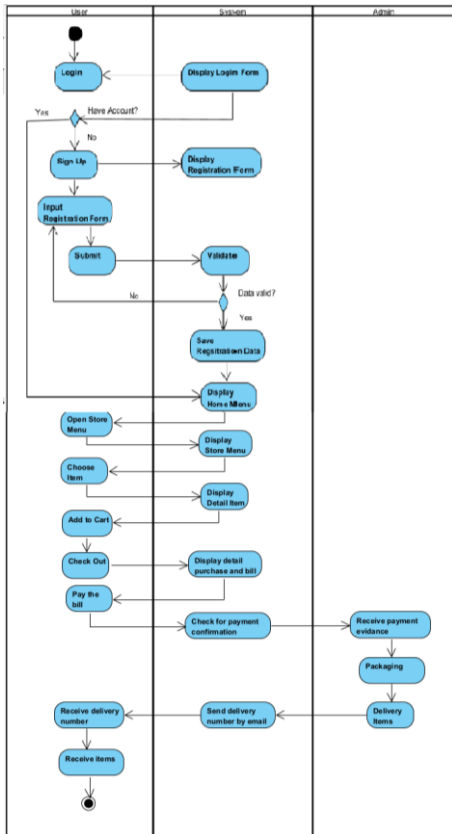 User
System
Admin
Login
Display Login Form
Yes
Have Account?
No
Sign Up
Display
Registration Form
Input
Registration Form
Submit
Validate
No
Data valid?
Yes
Save
Regsitration Data
Display
Home Menu
Open Store
Menu
Display
Store Menu
Choose
Item
Display
Detail Item
Add to Cart
Check Out
Display detail
purchase and bill
Pay the
bill
Check for payment
confirmation
Receive payment
evidance
Packaging
Receive delivery
number
Send delivery
number by email
Delivery
Items
Receive items